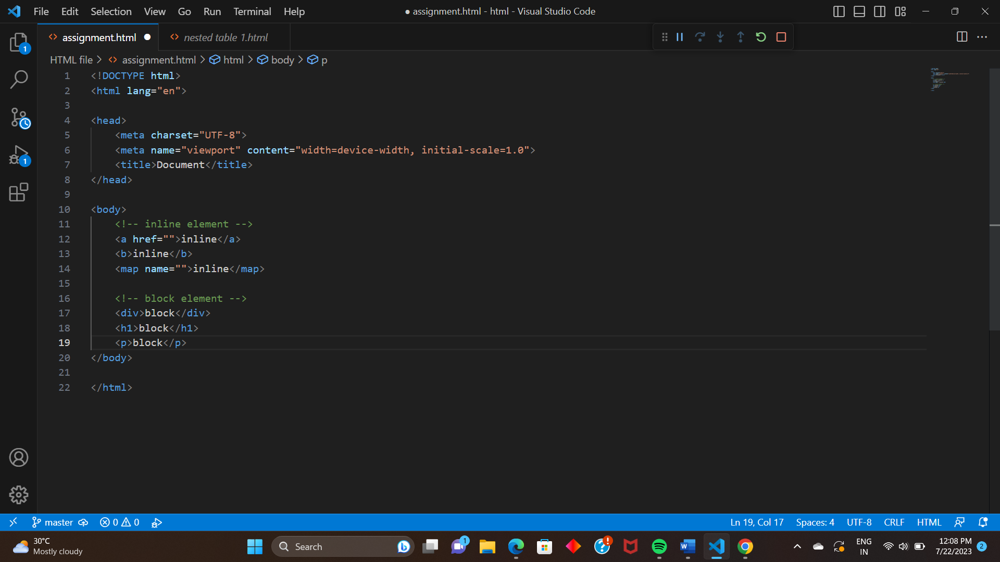 File Edit Selection View Go Run Terminal Help
● assignment.html - html - Visual Studio Code
assignment.html ●
nested table 1.html
HTML file > assignment.html > html > body > p
1 <!DOCTYPE html>
2 <html lang="en">
3
4 <head>
5     <meta charset="UTF-8">
6     <meta name="viewport" content="width=device-width, initial-scale=1.0">
7     <title>Document</title>
8 </head>
9
10 <body>
11     <!-- inline element -->
12     <a href="">inline</a>
13     <b>inline</b>
14     <map name="">inline</map>
15
16     <!-- block element -->
17     <div>block</div>
18     <h1>block</h1>
19     <p>block</p>
20 </body>
21
22 </html>
1
1
master 0 0
Ln 19, Col 17 Spaces: 4 UTF-8 CRLF HTML
30°C
Mostly cloudy
Search
1
W
ENG
IN
12:08 PM
7/22/2023
2